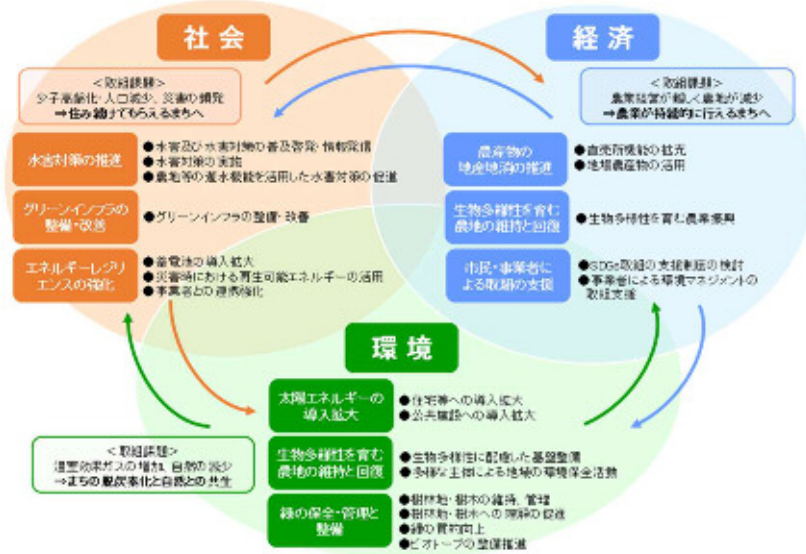 社会
<取組課題>
少子高齢化・人口減少、災害の頻発
→住み続けてもらえるまちへ
水害対策の推進
●水害及び水害対策の普及啓発・情報発信
●水害対策の実施
●農地等の湛水機能を活用した水害対策の促進
グリーンインフラの
整備・改善
●グリーンインフラの整備・改善
エネルギーレジリ
エンスの強化
●蓄電池の導入拡大
●災害時における再生可能エネルギーの活用
●事業者との連携強化
経済
<取組課題>
農業経営が厳しく農地が減少
→農業が持続的に行えるまちへ
農産物の
地産地消の推進
●直売所機能の拡充
●地場農産物の活用
生物多様性を育む
農地の維持と回復
●生物多様性を育む農業振興
市民・事業者に
よる取組の支援
●SDGs取組の支援制度の検討
●事業者による環境マネジメントの
取組支援
環境
<取組課題>
温室効果ガスの増加、自然の減少
→まちの脱炭素化と自然との共生
太陽エネルギーの
導入拡大
●住宅等への導入拡大
●公共施設への導入拡大
生物多様性を育む
農地の維持と回復
●生物多様性に配慮した基盤整備
●多様な主体による地域の環境保全活動
緑の保全・管理と
整備
●樹林地・樹木の維持、管理
●樹林地・樹木への理解の促進
●緑の質的向上
●ビオトープの整備推進